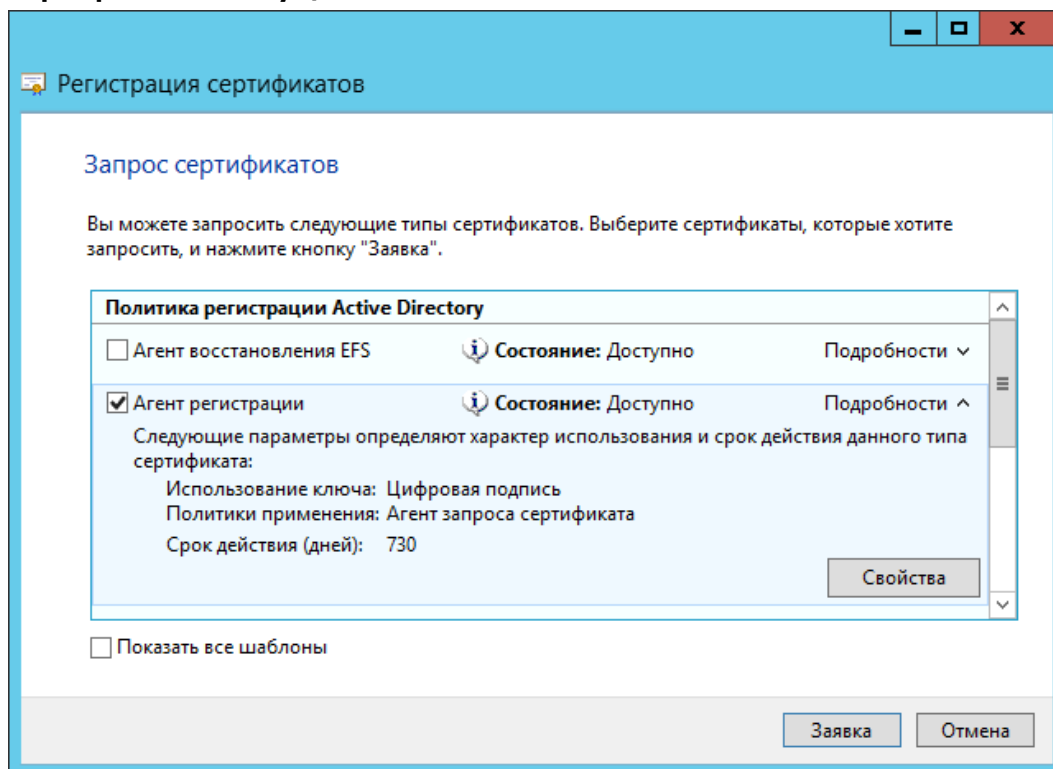 Регистрация сертификатов
Запрос сертификатов
Вы можете запросить следующие типы сертификатов. Выберите сертификаты, которые хотите
запросить, и нажмите кнопку "Заявка".
Политика регистрации Active Directory
Агент восстановления EFS Состояние: Доступно Подробности
Агент регистрации Состояние: Доступно Подробности
Следующие параметры определяют характер использования и срок действия данного типа
сертификата:
Использование ключа: Цифровая подпись
Политики применения: Агент запроса сертификата
Срок действия (дней): 730
Свойства
Показать все шаблоны
Заявка Отмена